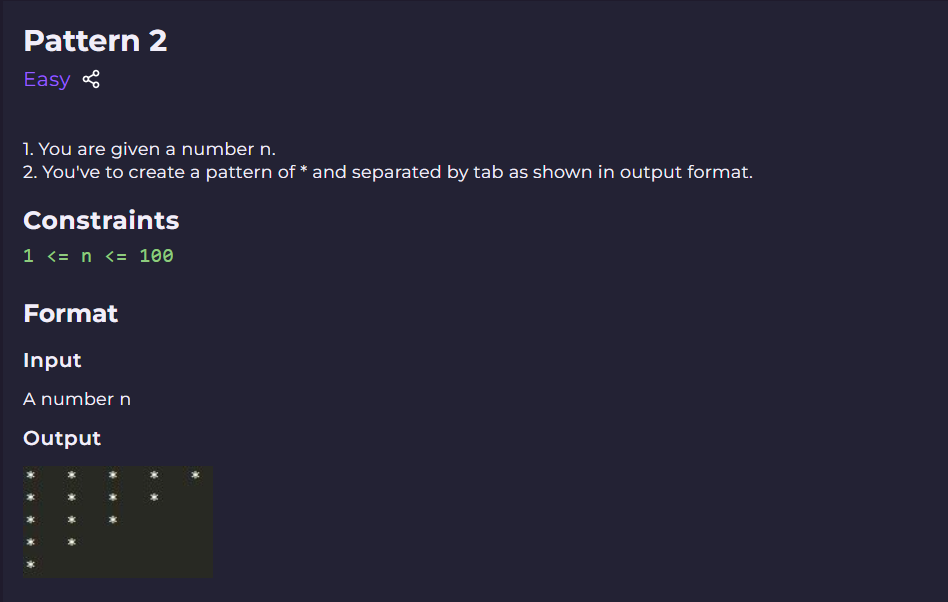 Pattern 2
Easy
1. You are given a number n.
2. You've to create a pattern of * and separated by tab as shown in output format.
Constraints
1 <= n <= 100
Format
Input
A number n
Output
* * * * *
* * * *
* * *
* *
*